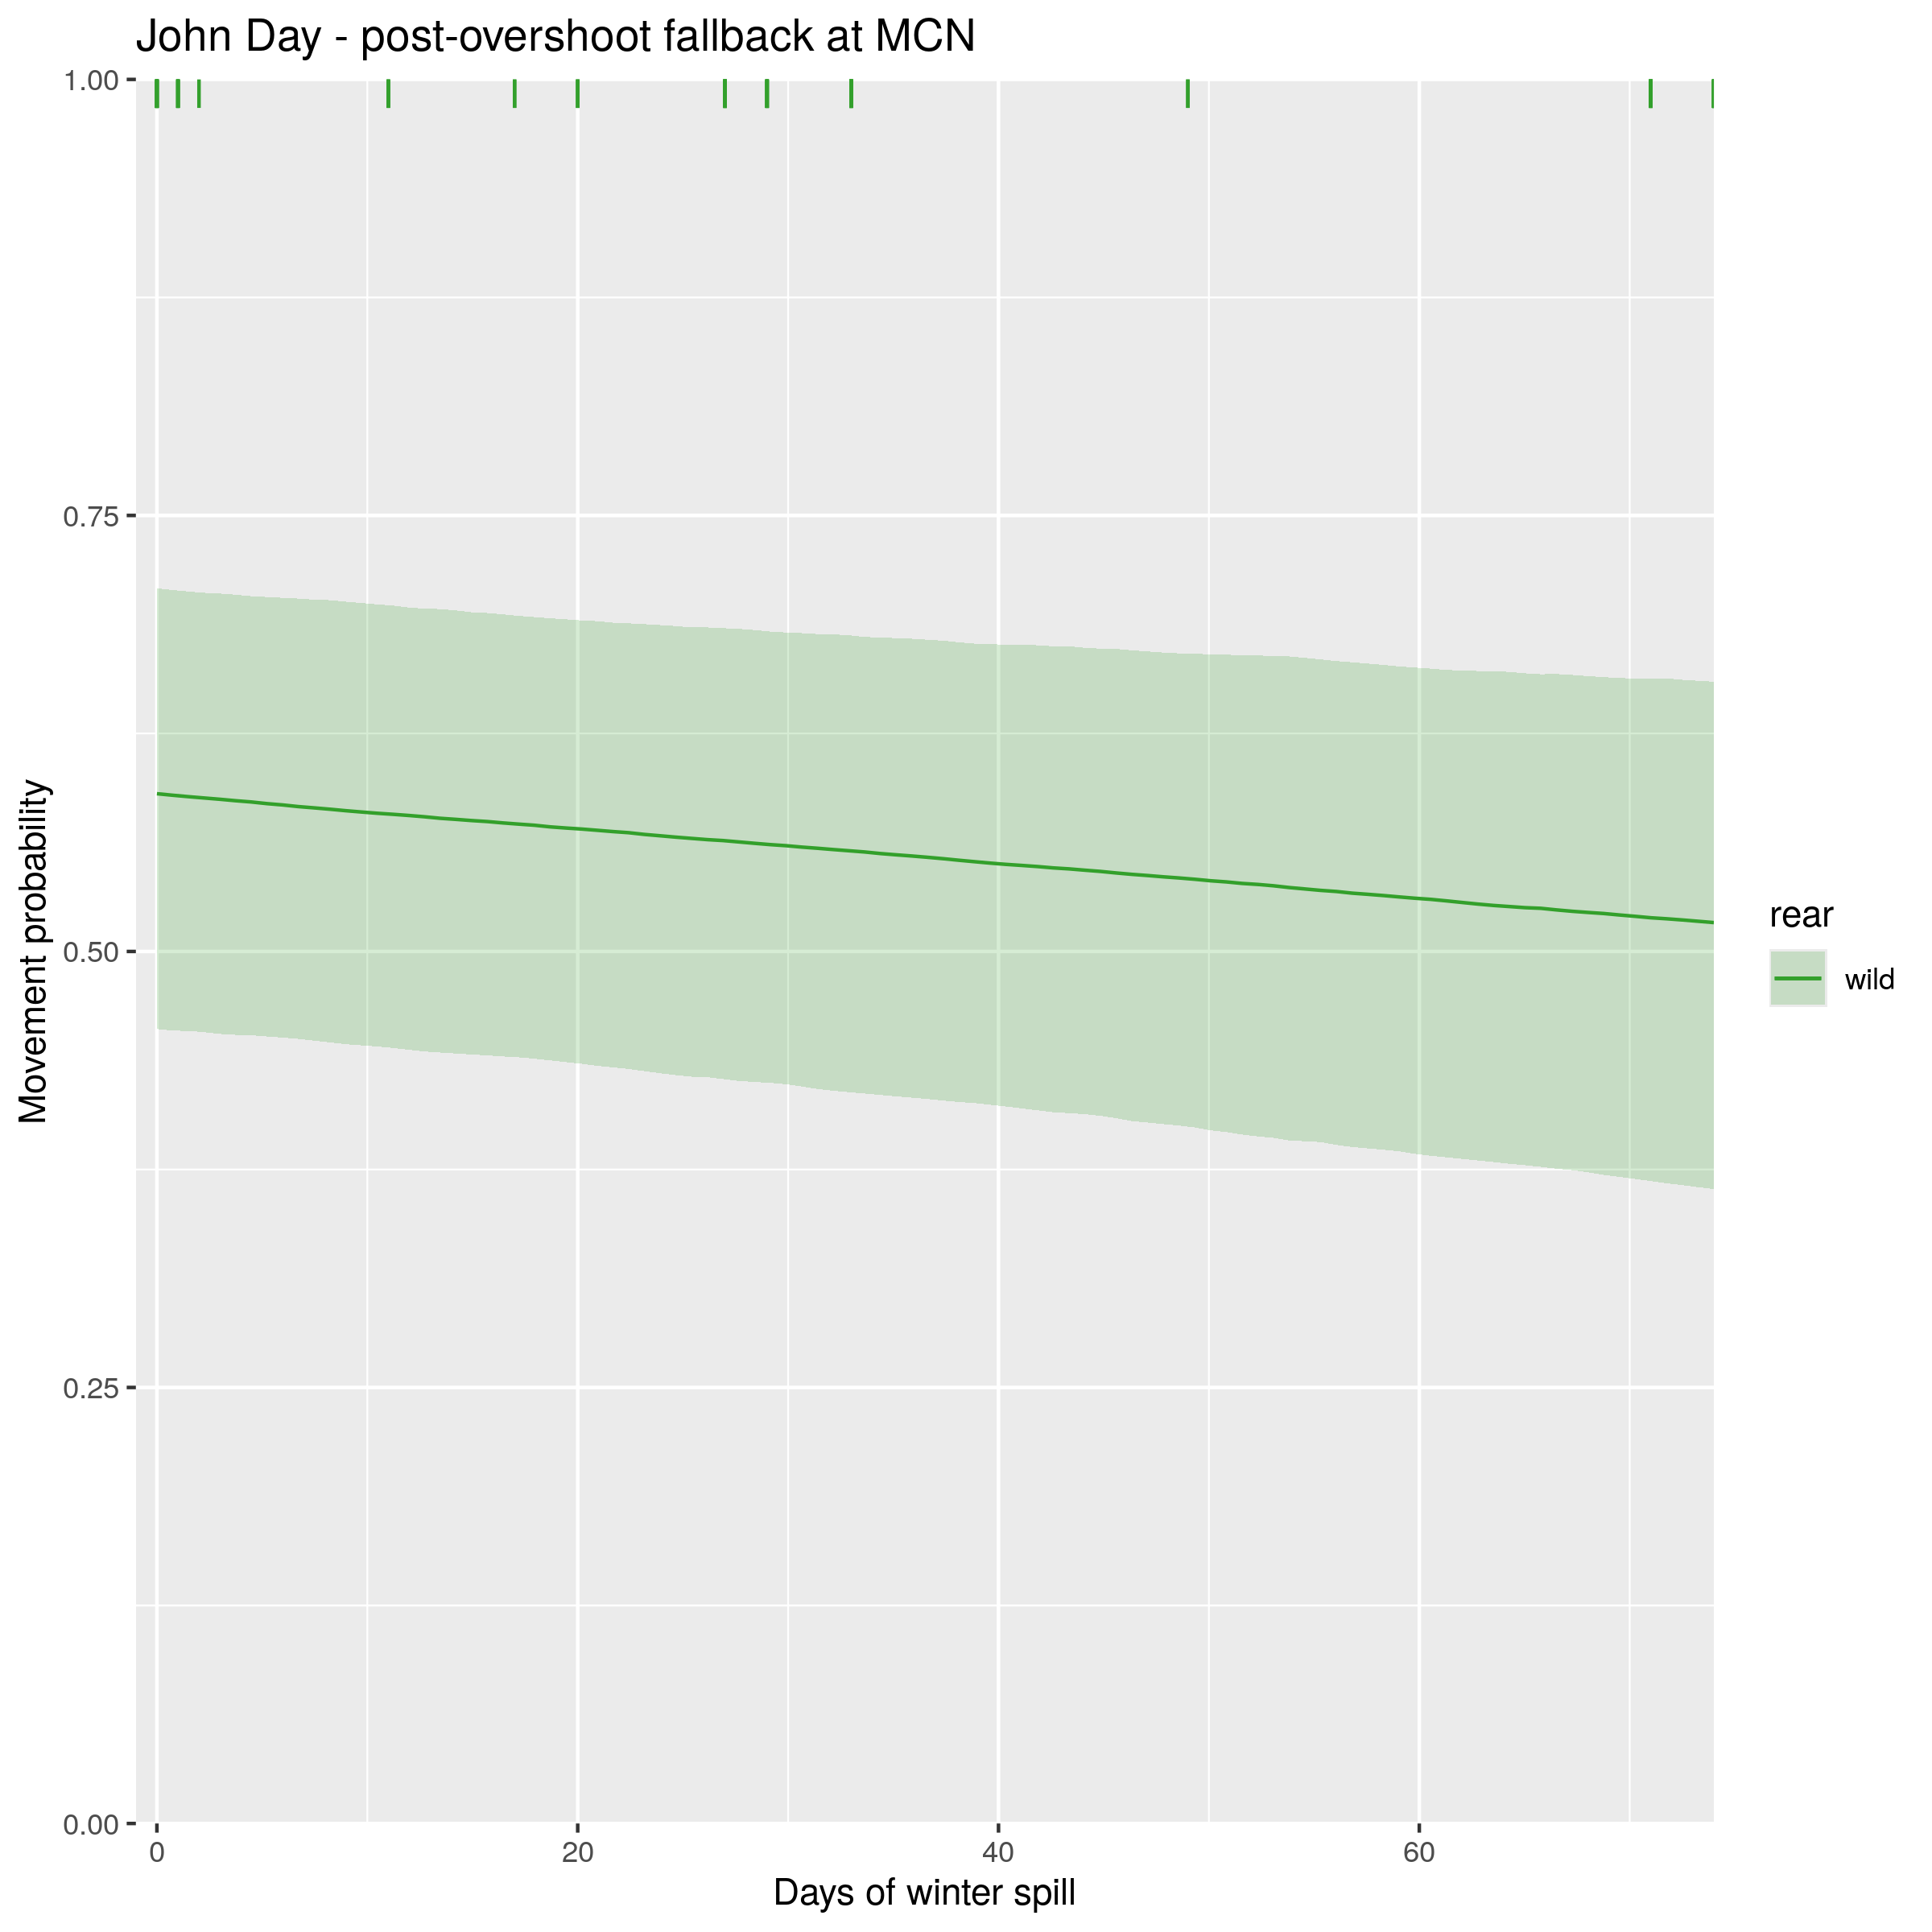 John Day - post-overshoot fallback at MCN
1.00
0.75
0.50
0.25
0.00
Movement probability
0 20 40 60
Days of winter spill
rear
wild